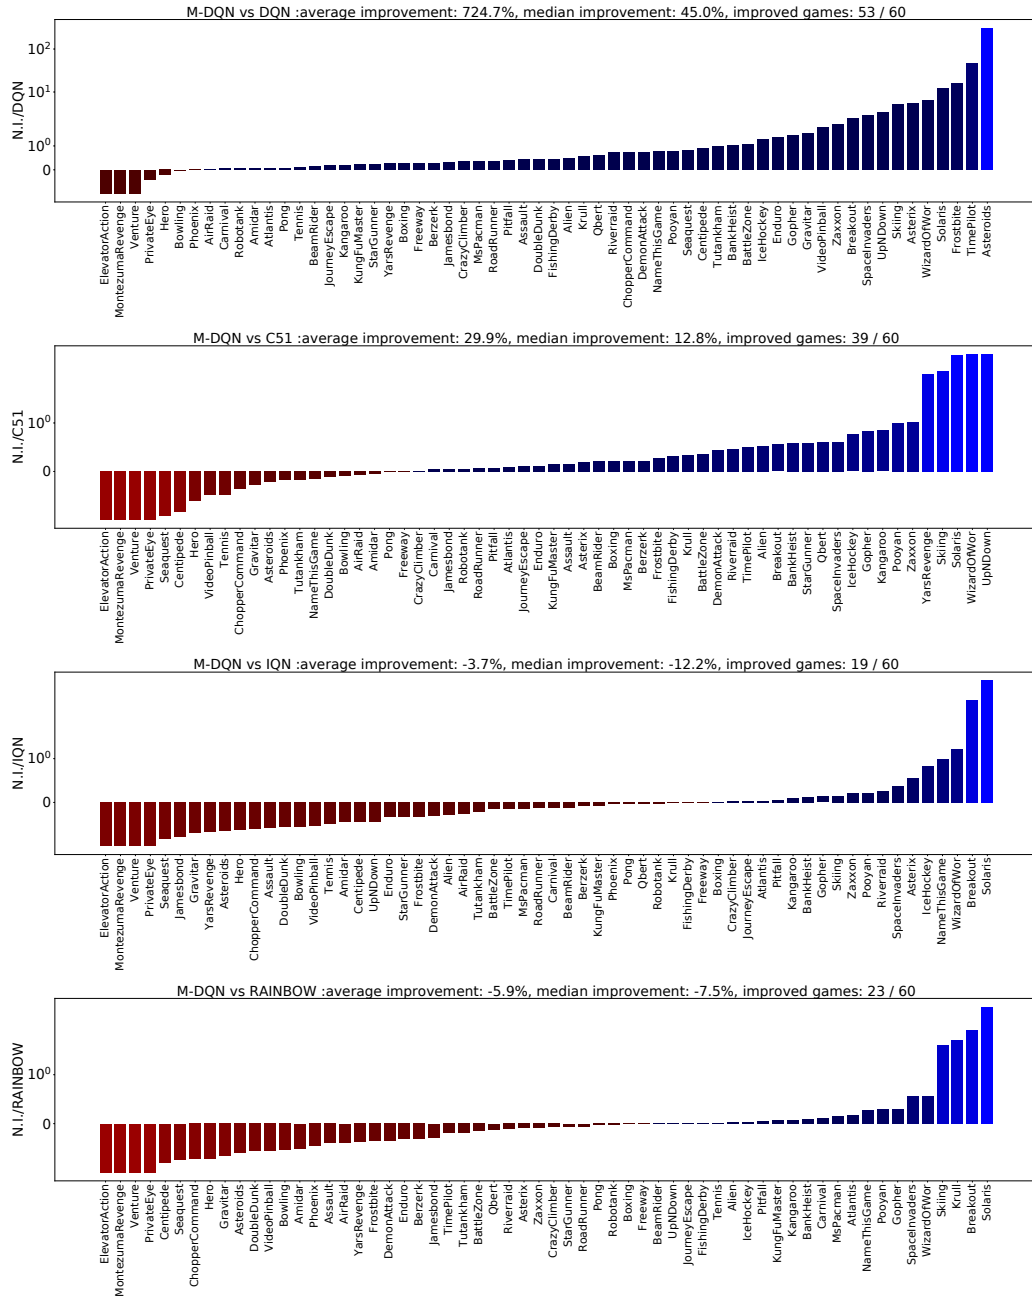 M-DQN vs DQN :average improvement: 724.7%, median improvement: 45.0%, improved games: 53 / 60
N.I./DQN
10²
10¹
10⁰
0
ElevatorAction
MontezumaRevenge
Venture
PrivateEye
Hero
Bowling
Phoenix
AirRaid
Carnival
Robotank
Amidar
Atlantis
Pong
Tennis
BeamRider
JourneyEscape
Kangaroo
KungFuMaster
StarGunner
YarsRevenge
Boxing
Freeway
Berzerk
Jamesbond
CrazyClimber
MsPacman
RoadRunner
Pitfall
Assault
DoubleDunk
FishingDerby
Alien
Krull
Qbert
Riverraid
ChopperCommand
DemonAttack
NameThisGame
Pooyan
Seaquest
Centipede
Tutankham
BankHeist
BattleZone
IceHockey
Enduro
Gopher
Gravitar
VideoPinball
Zaxxon
Breakout
SpaceInvaders
UpNDown
Skiing
Asterix
WizardOfWor
Solaris
Frostbite
TimePilot
Asteroids
M-DQN vs C51 :average improvement: 29.9%, median improvement: 12.8%, improved games: 39 / 60
N.I./C51
10⁰
0
ElevatorAction
MontezumaRevenge
Venture
PrivateEye
Seaquest
Centipede
Hero
VideoPinball
Tennis
ChopperCommand
Gravitar
Asteroids
Phoenix
Tutankham
NameThisGame
DoubleDunk
Bowling
AirRaid
Amidar
Pong
Freeway
CrazyClimber
Carnival
Jamesbond
Robotank
RoadRunner
Pitfall
Atlantis
JourneyEscape
Enduro
KungFuMaster
Assault
Asterix
BeamRider
Boxing
MsPacman
Berzerk
Frostbite
FishingDerby
Krull
BattleZone
DemonAttack
Riverraid
TimePilot
Alien
Breakout
BankHeist
StarGunner
Qbert
SpaceInvaders
IceHockey
Gopher
Kangaroo
Pooyan
Zaxxon
YarsRevenge
Skiing
Solaris
WizardOfWor
UpNDown
M-DQN vs IQN :average improvement: -3.7%, median improvement: -12.2%, improved games: 19 / 60
N.I./IQN
10⁰
0
ElevatorAction
MontezumaRevenge
Venture
PrivateEye
Seaquest
Jamesbond
Gravitar
YarsRevenge
Asteroids
Hero
ChopperCommand
Assault
DoubleDunk
Bowling
VideoPinball
Tennis
Amidar
Centipede
UpNDown
Enduro
StarGunner
Frostbite
DemonAttack
Alien
AirRaid
Tutankham
BattleZone
TimePilot
MsPacman
RoadRunner
Carnival
BeamRider
Berzerk
KungFuMaster
Phoenix
Pong
Qbert
Robotank
Krull
FishingDerby
Freeway
Boxing
CrazyClimber
JourneyEscape
Atlantis
Pitfall
Kangaroo
BankHeist
Gopher
Skiing
Zaxxon
Pooyan
Riverraid
SpaceInvaders
Asterix
IceHockey
NameThisGame
WizardOfWor
Breakout
Solaris
M-DQN vs RAINBOW :average improvement: -5.9%, median improvement: -7.5%, improved games: 23 / 60
N.I./RAINBOW
10⁰
0
ElevatorAction
MontezumaRevenge
Venture
PrivateEye
Centipede
Seaquest
ChopperCommand
Hero
Gravitar
Asteroids
DoubleDunk
VideoPinball
Bowling
Amidar
Phoenix
Assault
AirRaid
YarsRevenge
Frostbite
DemonAttack
Enduro
Berzerk
Jamesbond
TimePilot
Tutankham
BattleZone
Qbert
Riverraid
Asterix
Zaxxon
CrazyClimber
StarGunner
RoadRunner
Pong
Robotank
Boxing
Freeway
BeamRider
UpNDown
JourneyEscape
FishingDerby
Tennis
Alien
IceHockey
Pitfall
KungFuMaster
Kangaroo
BankHeist
Carnival
MsPacman
Atlantis
NameThisGame
Pooyan
Gopher
SpaceInvaders
WizardOfWor
Skiing
Krull
Breakout
Solaris